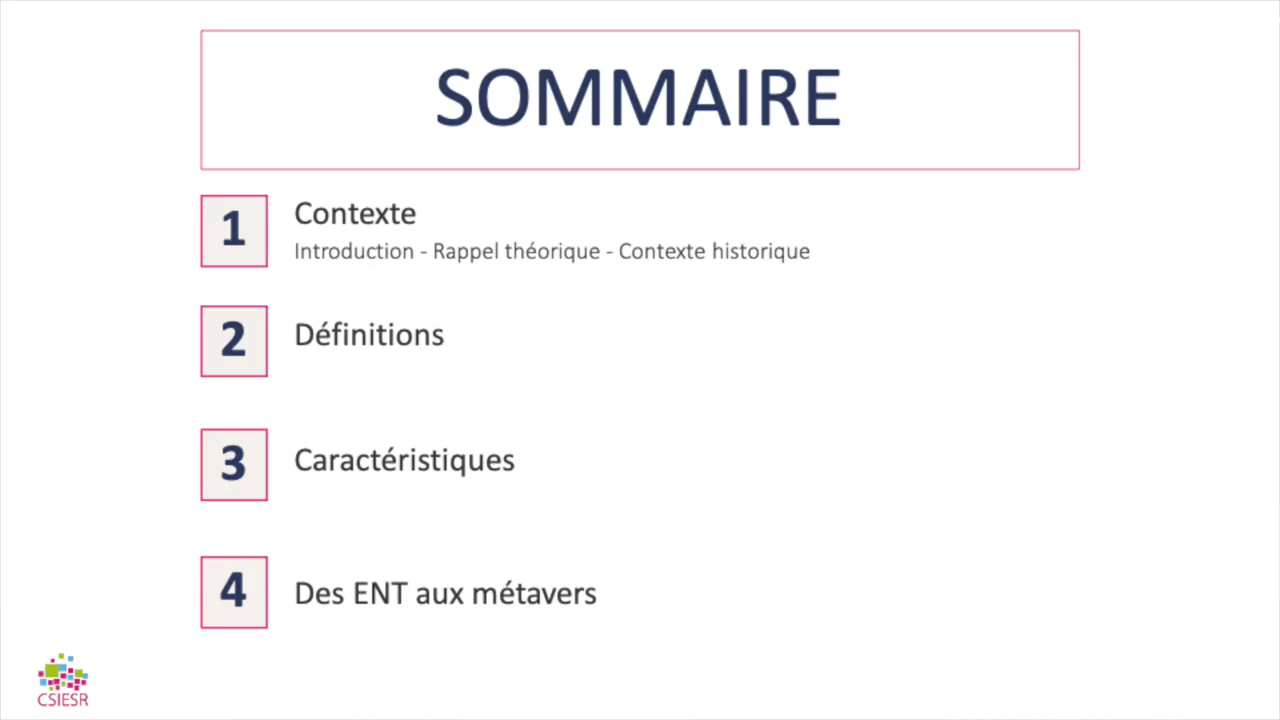 SOMMAIRE
1
Contexte
Introduction - Rappel théorique - Contexte historique
2
Définitions
3
Caractéristiques
4
Des ENT aux métavers
CSIESR